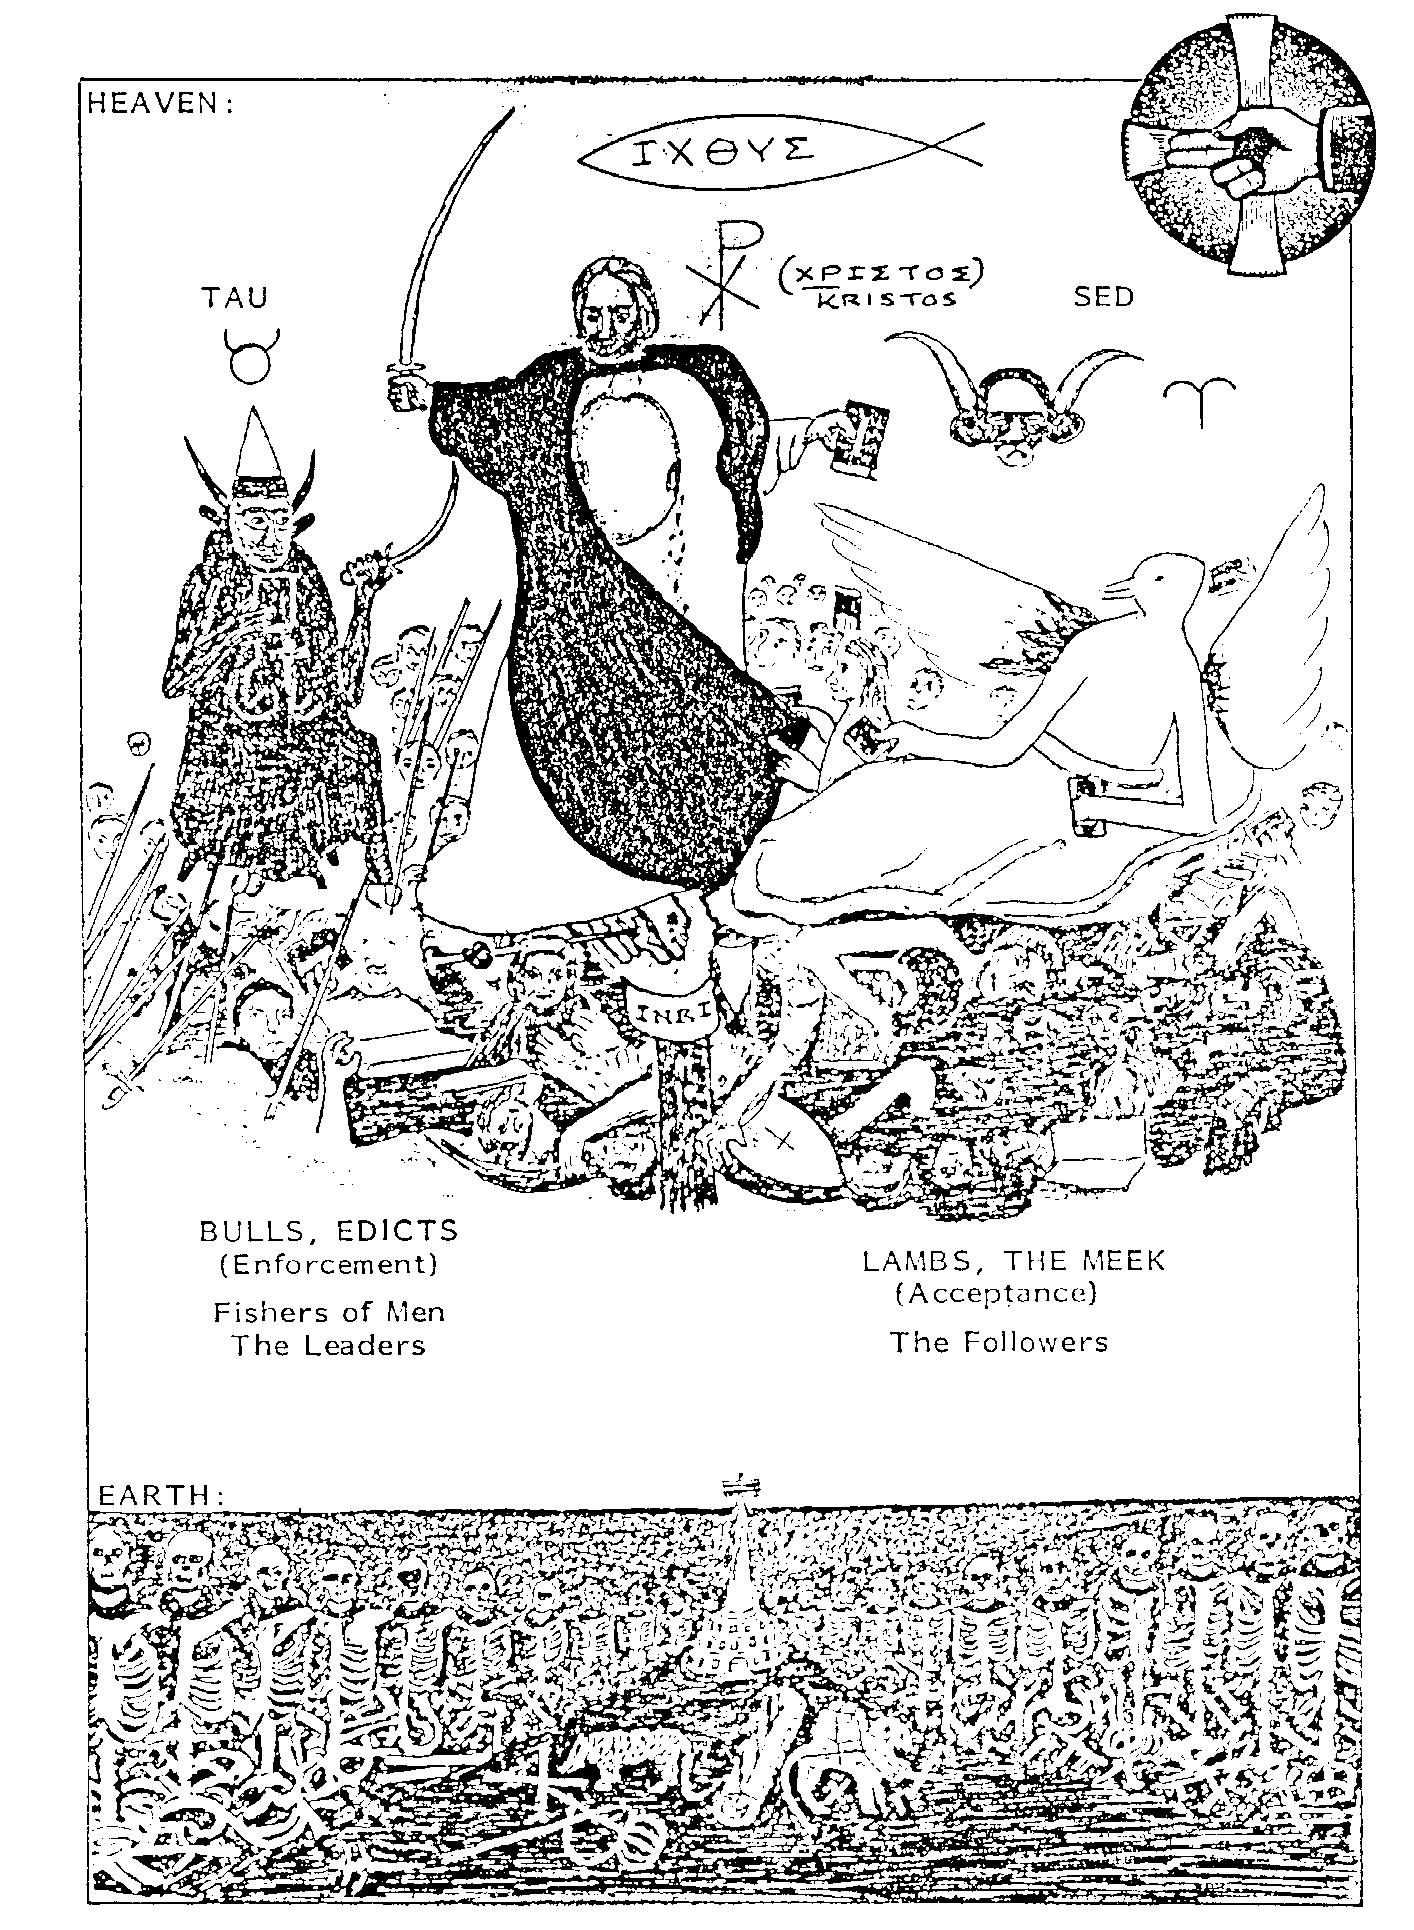 HEAVEN:
ΙΧΘΥΣ
(ΧΡΙΣΤΟΣ)
KRISTOS
TAU
SED
INRI
BULLS, EDICTS
(Enforcement)
Fishers of Men
The Leaders
LAMBS, THE MEEK
(Acceptance)
The Followers
EARTH: